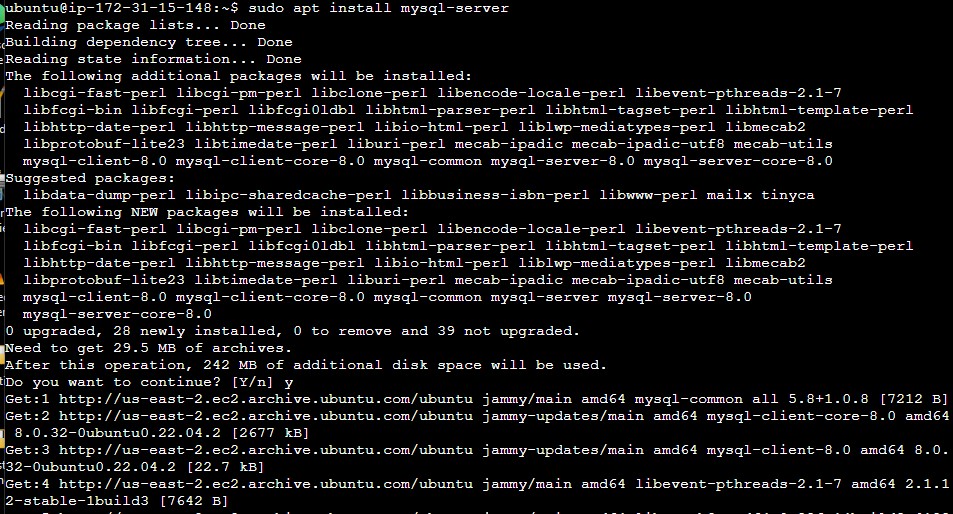 ubuntu@ip-172-31-15-148:~$ sudo apt install mysql-server
Reading package lists... Done
Building dependency tree... Done
Reading state information... Done
The following additional packages will be installed:
  libcgi-fast-perl libcgi-pm-perl libclone-perl libencode-locale-perl libevent-pthreads-2.1-7
  libfcgi-bin libfcgi-perl libfcgi0ldbl libhtml-parser-perl libhtml-tagset-perl libhtml-template-perl
  libhttp-date-perl libhttp-message-perl libio-html-perl liblwp-mediatypes-perl libmecab2
  libprotobuf-lite23 libtimedate-perl liburi-perl mecab-ipadic mecab-ipadic-utf8 mecab-utils
  mysql-client-8.0 mysql-client-core-8.0 mysql-common mysql-server-8.0 mysql-server-core-8.0
Suggested packages:
  libdata-dump-perl libipc-sharedcache-perl libbusiness-isbn-perl libwww-perl mailx tinyca
The following NEW packages will be installed:
  libcgi-fast-perl libcgi-pm-perl libclone-perl libencode-locale-perl libevent-pthreads-2.1-7
  libfcgi-bin libfcgi-perl libfcgi0ldbl libhtml-parser-perl libhtml-tagset-perl libhtml-template-perl
  libhttp-date-perl libhttp-message-perl libio-html-perl liblwp-mediatypes-perl libmecab2
  libprotobuf-lite23 libtimedate-perl liburi-perl mecab-ipadic mecab-ipadic-utf8 mecab-utils
  mysql-client-8.0 mysql-client-core-8.0 mysql-common mysql-server mysql-server-8.0
  mysql-server-core-8.0
0 upgraded, 28 newly installed, 0 to remove and 39 not upgraded.
Need to get 29.5 MB of archives.
After this operation, 242 MB of additional disk space will be used.
Do you want to continue? [Y/n] y
Get:1 http://us-east-2.ec2.archive.ubuntu.com/ubuntu jammy/main amd64 mysql-common all 5.8+1.0.8 [7212 B]
Get:2 http://us-east-2.ec2.archive.ubuntu.com/ubuntu jammy-updates/main amd64 mysql-client-core-8.0 amd64
 8.0.32-0ubuntu0.22.04.2 [2677 kB]
Get:3 http://us-east-2.ec2.archive.ubuntu.com/ubuntu jammy-updates/main amd64 mysql-client-8.0 amd64 8.0.
32-0ubuntu0.22.04.2 [22.7 kB]
Get:4 http://us-east-2.ec2.archive.ubuntu.com/ubuntu jammy/main amd64 libevent-pthreads-2.1-7 amd64 2.1.1
2-stable-1build3 [7642 B]